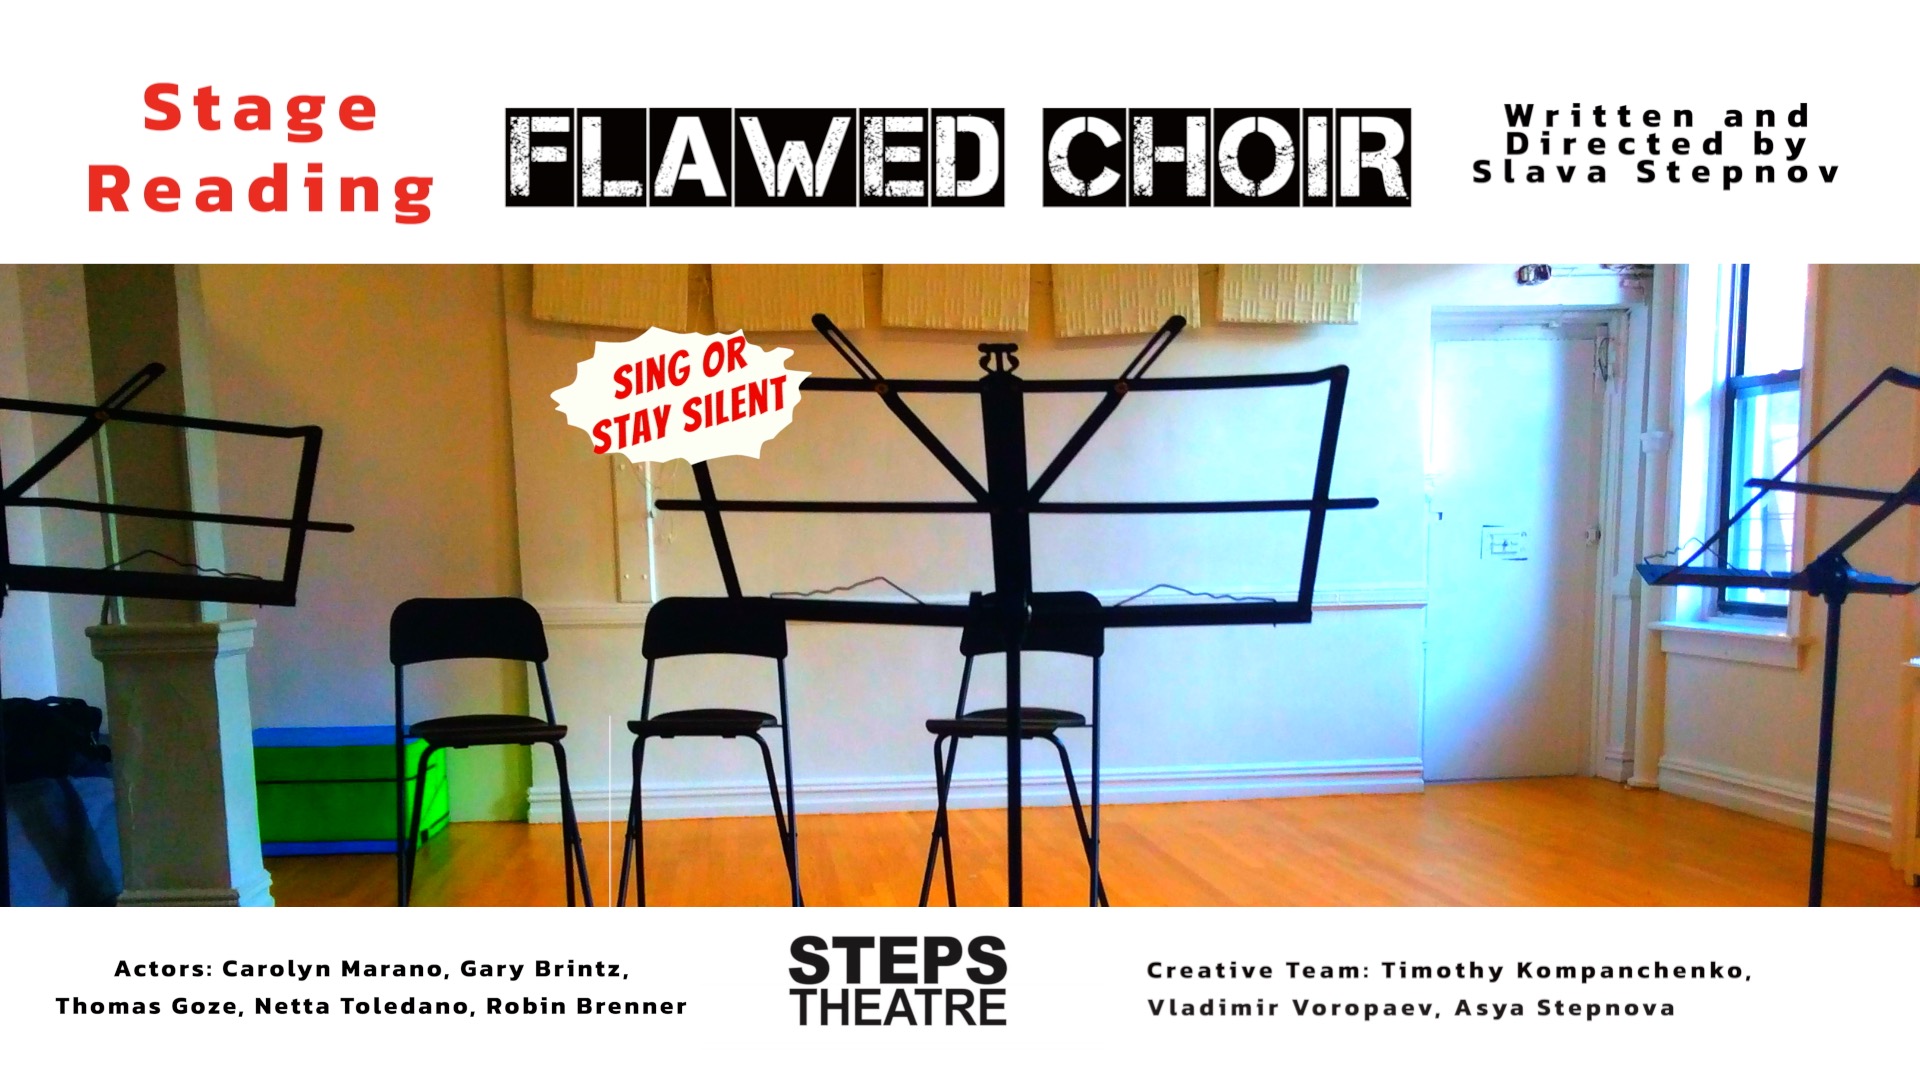 Stage
Reading
FLAWED CHOIR
Written and
Directed by
Slava Stepnov
SING OR
STAY SILENT
Actors: Carolyn Marano, Gary Brintz,
Thomas Goze, Netta Toledano, Robin Brenner
STEPS
THEATRE
Creative Team: Timothy Kompanchenko,
Vladimir Voropaev, Asya Stepnova